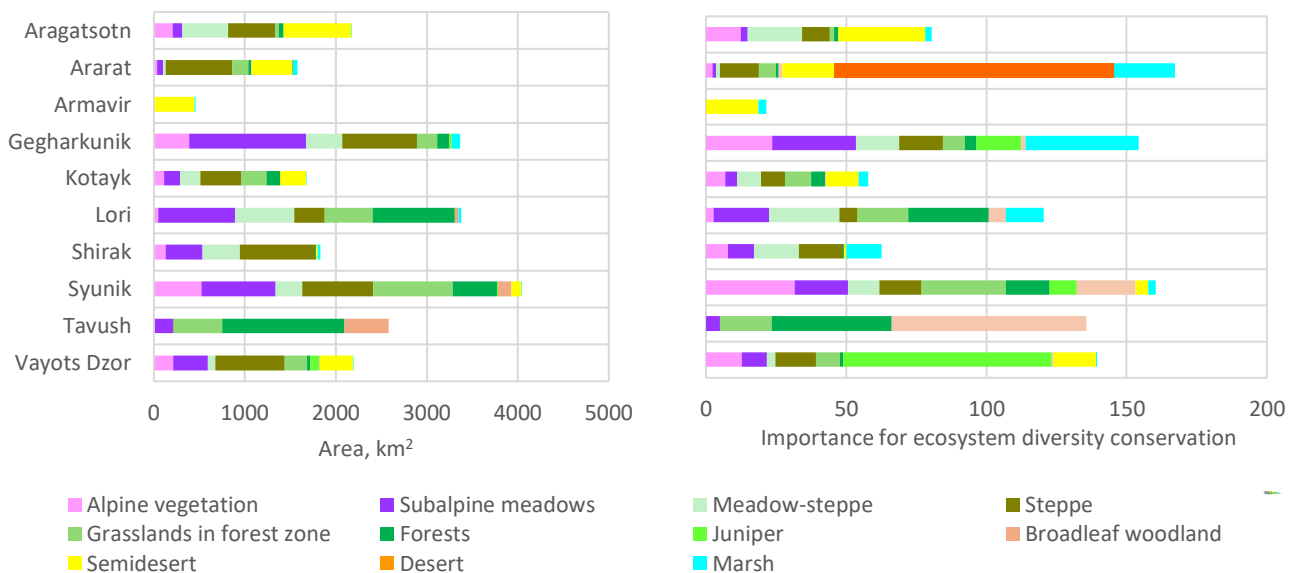 Aragatsotn
Ararat
Armavir
Gegharkunik
Kotayk
Lori
Shirak
Syunik
Tavush
Vayots Dzor
0 1000 2000 3000 4000 5000
Area, km²
0 50 100 150 200
Importance for ecosystem diversity conservation
Alpine vegetation Subalpine meadows Meadow-steppe Steppe
Grasslands in forest zone Forests Juniper Broadleaf woodland
Semidesert Desert Marsh